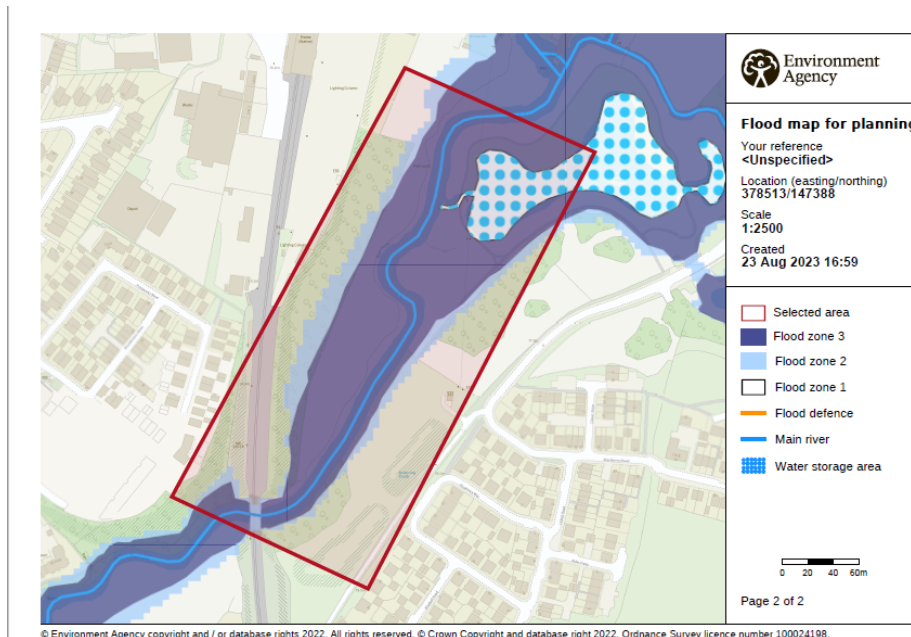 Environment
Agency
Flood map for planning
Your reference
<Unspecified>
Location (easting/northing)
378513/147388
Scale
1:2500
Created
23 Aug 2023 16:59
Selected area
Flood zone 3
Flood zone 2
Flood zone 1
Flood defence
Main river
Water storage area
0 20 40 60m
Page 2 of 2
© Environment Agency copyright and / or database rights 2022. All rights reserved. © Crown Copyright and database right 2022. Ordnance Survey licence number 100024198.